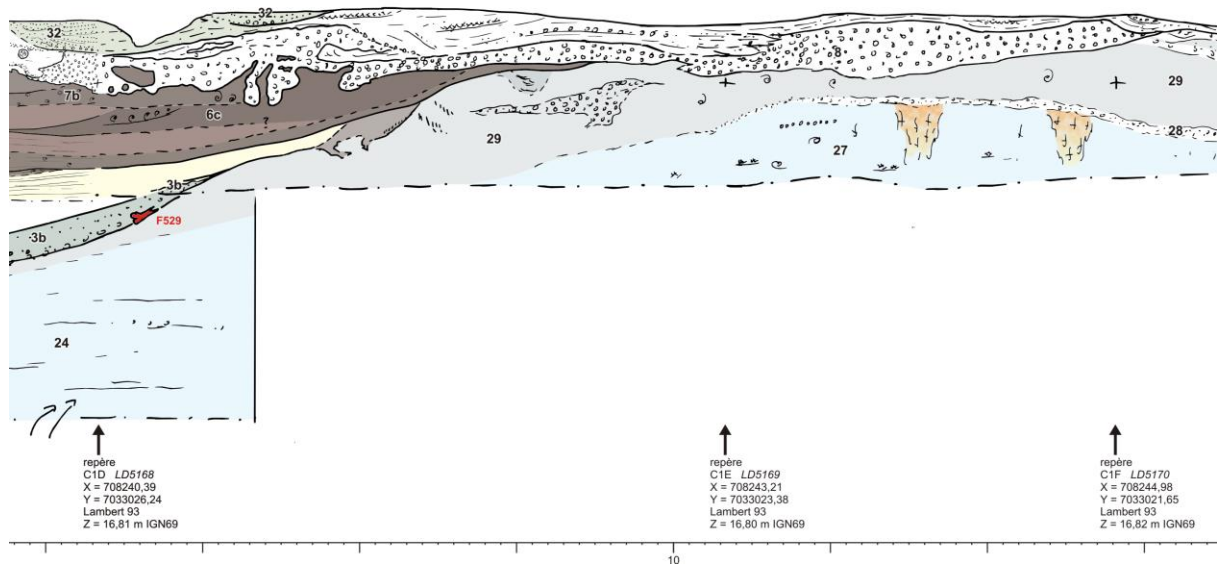 32
32
8
7b
6c
?
29
29
28
27
3b
F529
3b
24
repère
C1D LD5168
X = 708240,39
Y = 7033026,24
Lambert 93
Z = 16,81 m IGN69
repère
C1E LD5169
X = 708243,21
Y = 7033023,38
Lambert 93
Z = 16,80 m IGN69
repère
C1F LD5170
X = 708244,98
Y = 7033021,65
Lambert 93
Z = 16,82 m IGN69
10